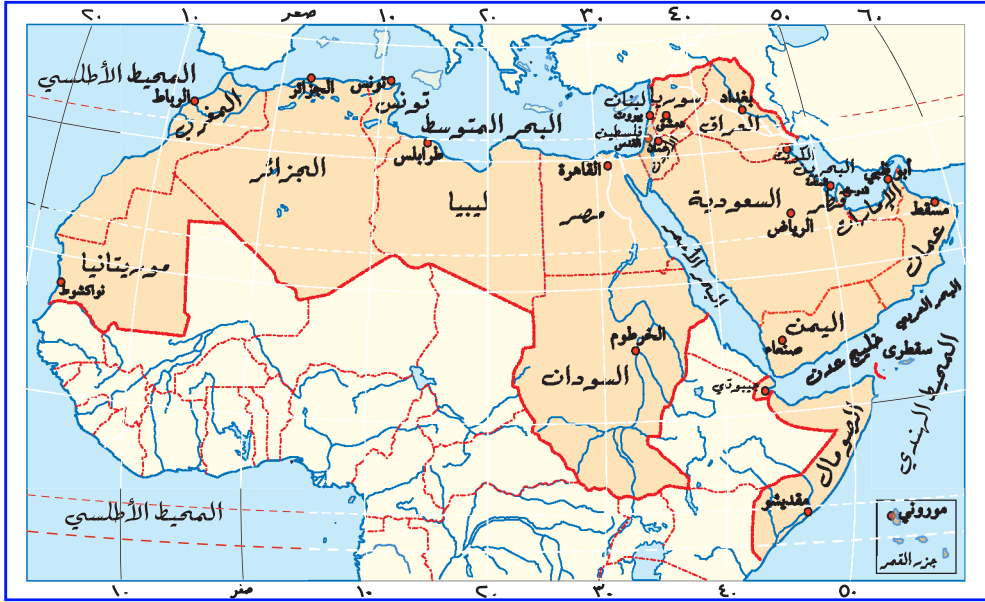 ٢٠ ١٠ صفر ١٠ ٢٠ ٣٠ ٤٠ ٥٠ ٦٠
المحيط الأطلسي
الرباط
المغرب
الجزائر
تونس
تونس
البحر المتوسط
طرابلس
الجزائر
ليبيا
القاهرة
مصر
موريتانيا
نواكشوط
سوريا
لبنان
بيروت
دمشق
فلسطين
القدس
بغداد
العراق
الكويت
البحرين
قطر
أبو ظبي
الإمارات
السعودية
الرياض
مسقط
عمان
البحر الأحمر
البحر العربي
اليمن
صنعاء
خليج عدن
سقطرى
المحيط الهندي
الخرطوم
السودان
جيبوتي
الصومال
مقديشو
موروني
جزر القمر
المحيط الأطلسي
١٠ صفر ١٠ ٢٠ ٣٠ ٤٠ ٥٠